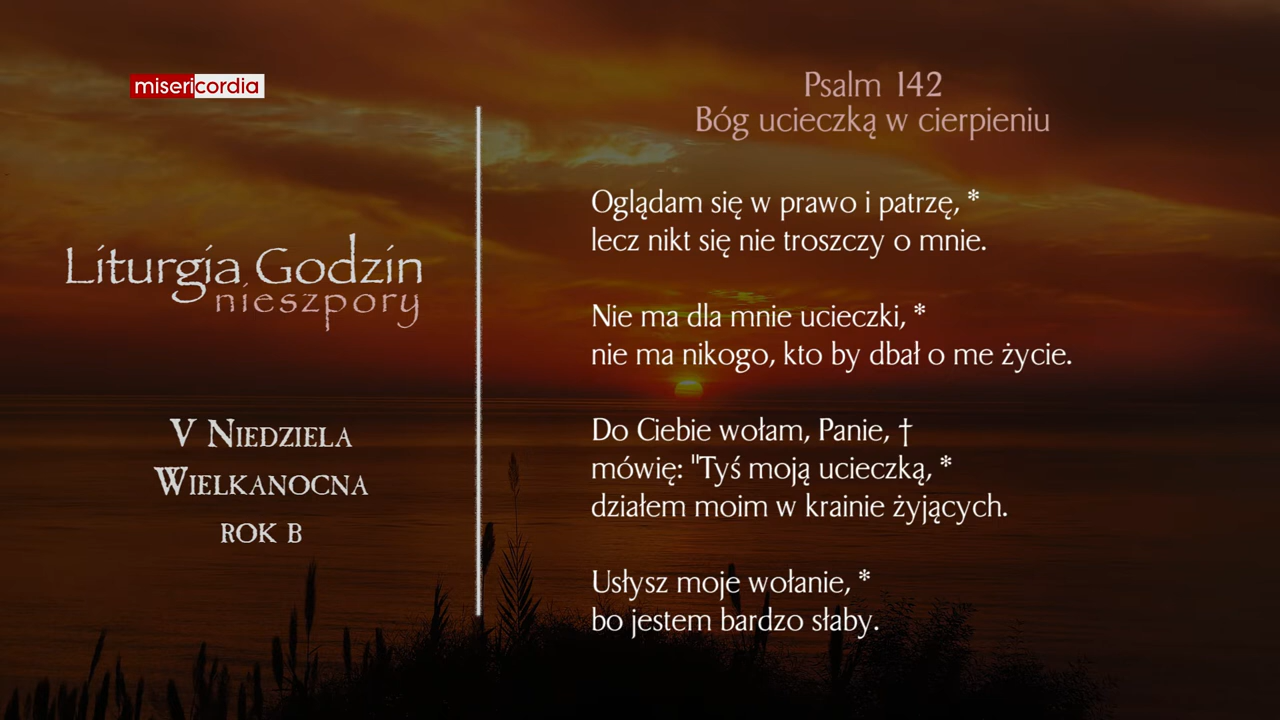 misericordia
Liturgia Godzin
nieszpory
V Niedziela
Wielkanocna
rok B
Psalm 142
Bóg ucieczką w cierpieniu
Oglądam się w prawo i patrzę, *
lecz nikt się nie troszczy o mnie.
Nie ma dla mnie ucieczki, *
nie ma nikogo, kto by dbał o me życie.
Do Ciebie wołam, Panie, †
mówię: "Tyś moją ucieczką, *
działem moim w krainie żyjących.
Usłysz moje wołanie, *
bo jestem bardzo słaby.